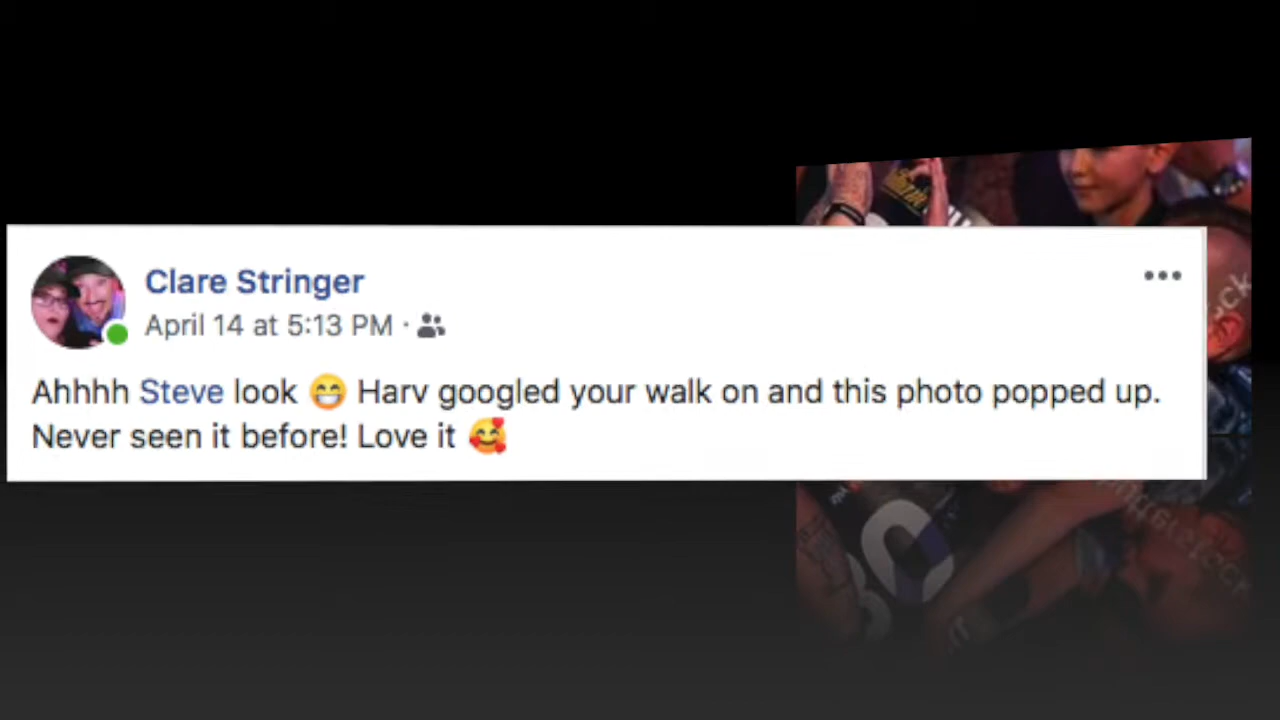 Clare Stringer
April 14 at 5:13 PM ·
Ahhhh Steve look 😁 Harv googled your walk on and this photo popped up.
Never seen it before! Love it 🥰